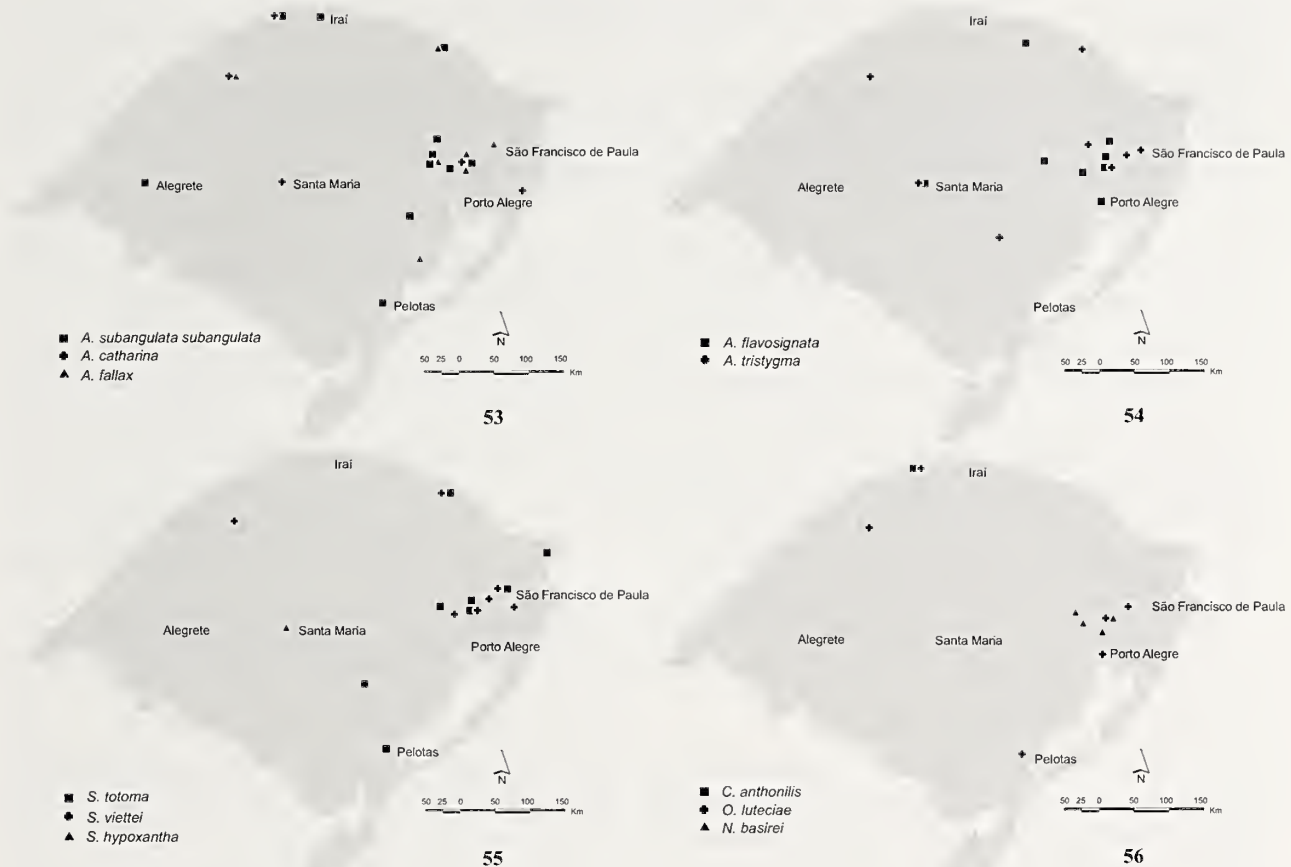 Iraí
São Francisco de Paula
Alegrete
Santa Maria
Porto Alegre
Pelotas
A. subangulata subangulata
A. catharina
A. fallax
N
50 25 0 50 100 150
Km
53
Iraí
São Francisco de Paula
Alegrete
Santa Maria
Porto Alegre
Pelotas
A. flavosignata
A. tristygma
N
50 25 0 50 100 150
Km
54
Iraí
São Francisco de Paula
Alegrete
Santa Maria
Porto Alegre
Pelotas
S. totoma
S. viettei
S. hypoxantha
N
50 25 0 50 100 150
Km
55
Iraí
São Francisco de Paula
Alegrete
Santa Maria
Porto Alegre
Pelotas
C. anthonilis
O. luteciae
N. basirei
N
50 25 0 50 100 150
Km
56